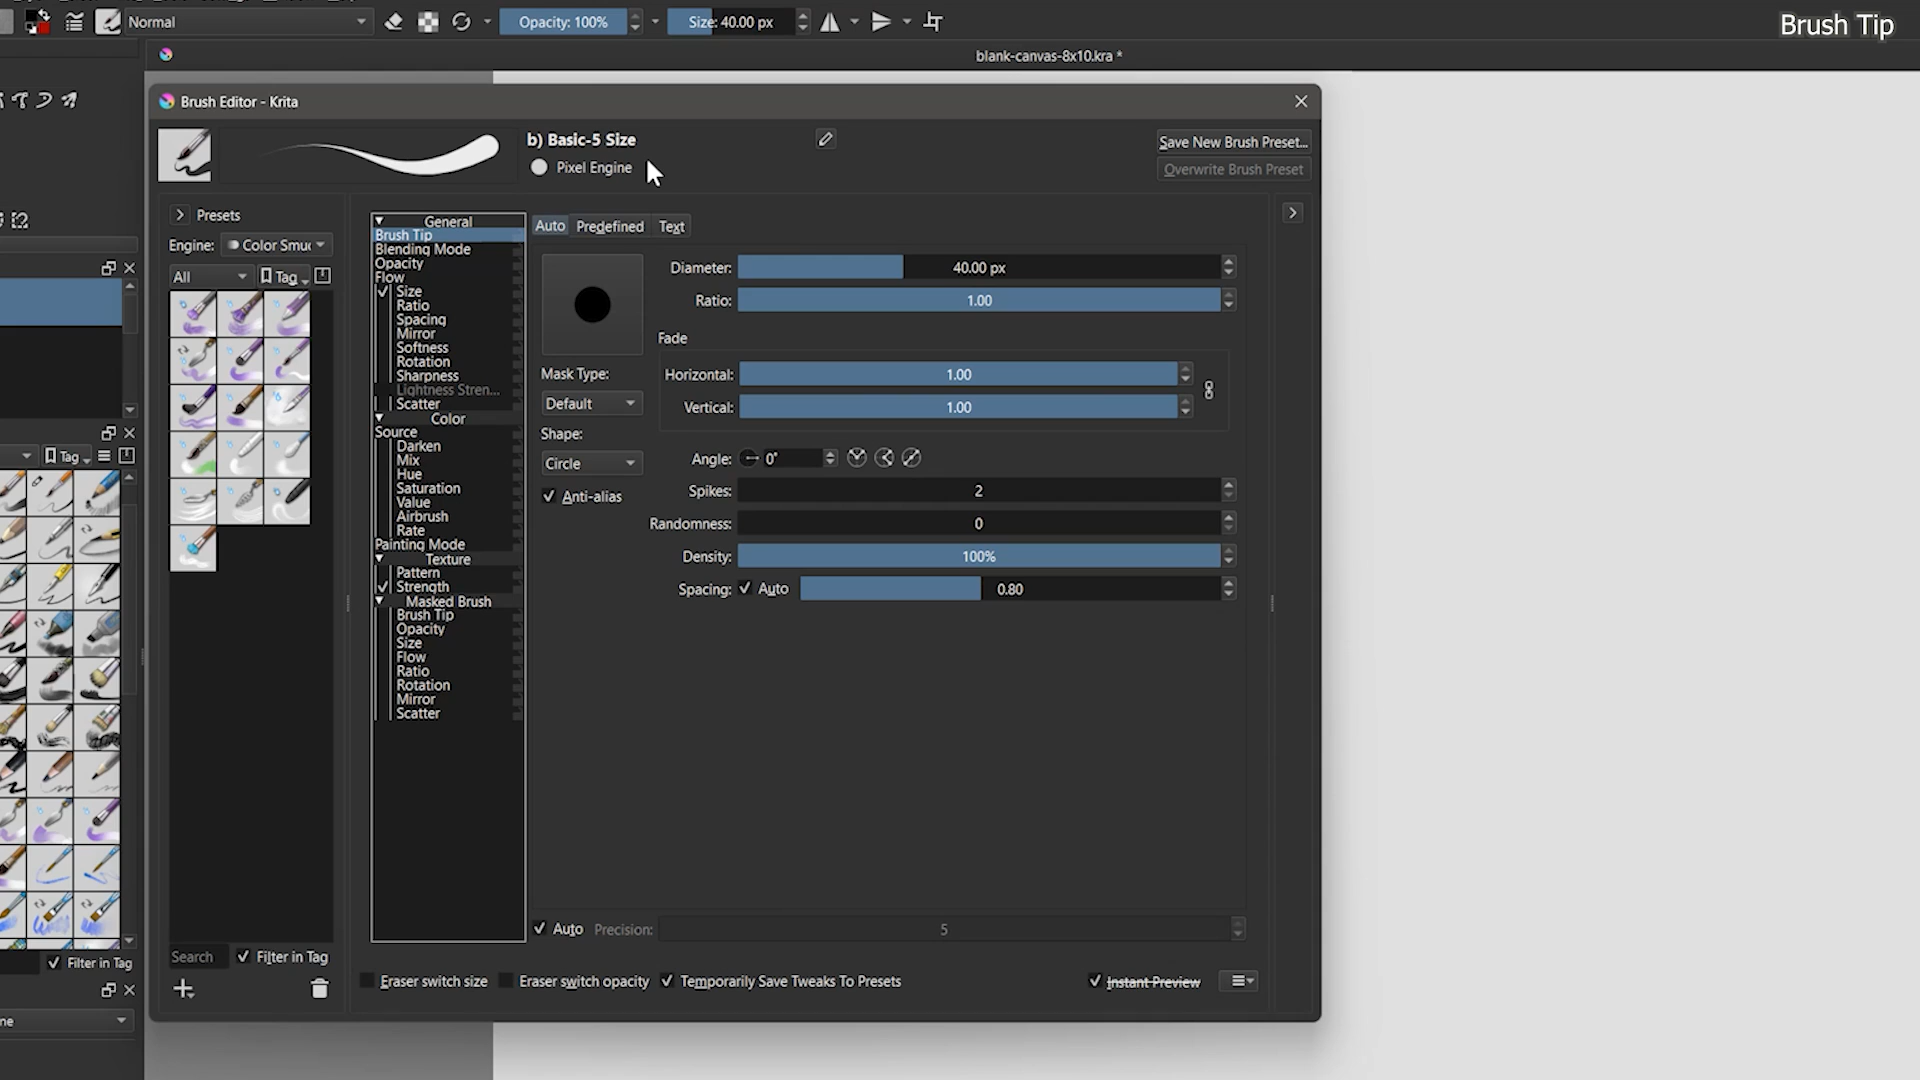 Normal
Opacity: 100%
Size: 40.00 px
Brush Tip
blank-canvas-8x10.kra *
Brush Editor - Krita
b) Basic-5 Size
Pixel Engine
Save New Brush Preset...
Overwrite Brush Preset
Presets
Engine:
All
Tag
General
Brush Tip
Blending Mode
Opacity
Flow
Size
Ratio
Spacing
Mirror
Softness
Rotation
Sharpness
Lightness Stren...
Scatter
Color
Source
Darken
Mix
Hue
Saturation
Value
Airbrush
Rate
Painting Mode
Texture
Pattern
Strength
Masked Brush
Brush Tip
Opacity
Size
Flow
Ratio
Rotation
Mirror
Scatter
Auto
Predefined
Text
Diameter: 40.00 px
Ratio: 1.00
Fade
Mask Type:
Default
Horizontal: 1.00
Vertical: 1.00
Shape:
Circle
Anti-alias
Angle: 0°
Spikes: 2
Randomness: 0
Density: 100%
Spacing: Auto 0.80
Auto Precision: 5
Tag
Search
Filter in Tag
Filter in Tag
Eraser switch size
Eraser switch opacity
Temporarily Save Tweaks To Presets
Instant Preview